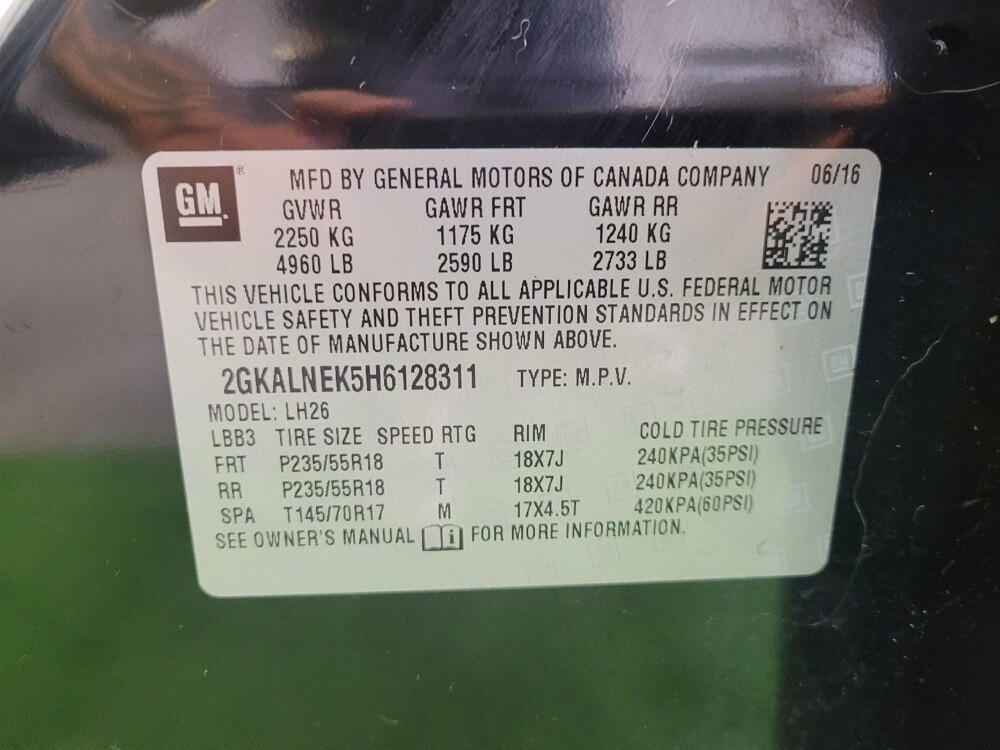 GM ® MFD BY GENERAL MOTORS OF CANADA COMPANY 06/16
GVWR GAWR FRT GAWR RR
2250 KG 1175 KG 1240 KG
4960 LB 2590 LB 2733 LB
THIS VEHICLE CONFORMS TO ALL APPLICABLE U.S. FEDERAL MOTOR
VEHICLE SAFETY AND THEFT PREVENTION STANDARDS IN EFFECT ON
THE DATE OF MANUFACTURE SHOWN ABOVE.
2GKALNEK5H6128311 TYPE: M.P.V.
MODEL: LH26
LBB3 TIRE SIZE SPEED RTG RIM COLD TIRE PRESSURE
FRT P235/55R18 T 18X7J 240KPA(35PSI)
RR P235/55R18 T 18X7J 240KPA(35PSI)
SPA T145/70R17 M 17X4.5T 420KPA(60PSI)
SEE OWNER'S MANUAL i FOR MORE INFORMATION.